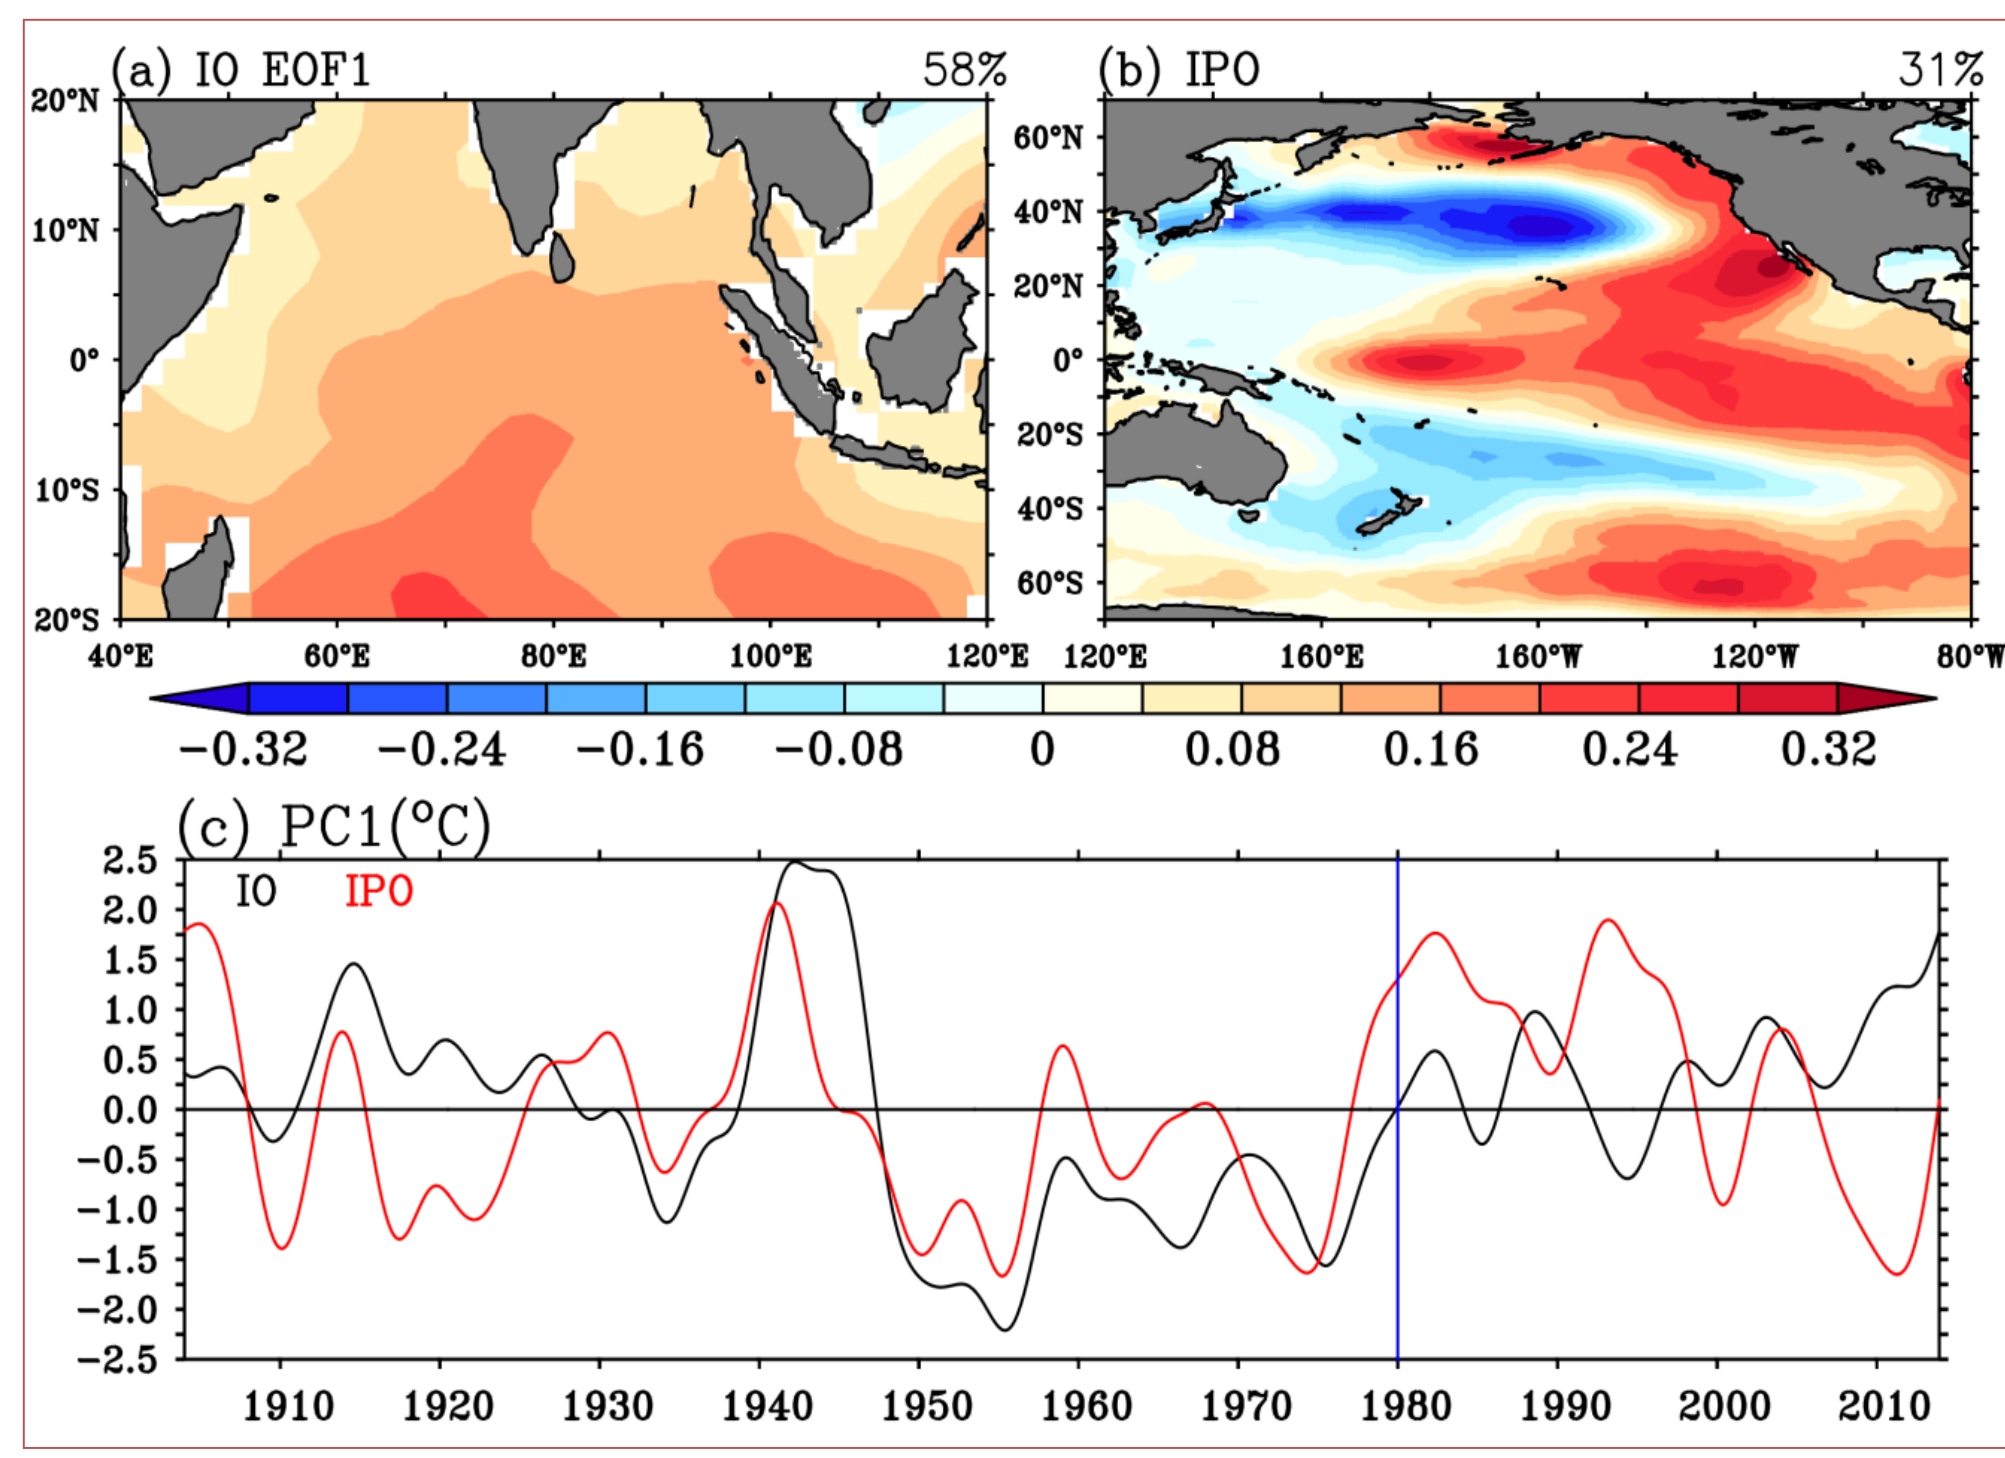 (a) IO EOF1 58% (b) IPO 31%
20°N
10°N
0°
10°S
20°S
60°N
40°N
20°N
0°
20°S
40°S
60°S
40°E 60°E 80°E 100°E 120°E 120°E 160°E 160°W 120°W 80°W
−0.32 −0.24 −0.16 −0.08 0 0.08 0.16 0.24 0.32
(c) PC1(°C)
IO IPO
2.5
2.0
1.5
1.0
0.5
0.0
−0.5
−1.0
−1.5
−2.0
−2.5
1910 1920 1930 1940 1950 1960 1970 1980 1990 2000 2010